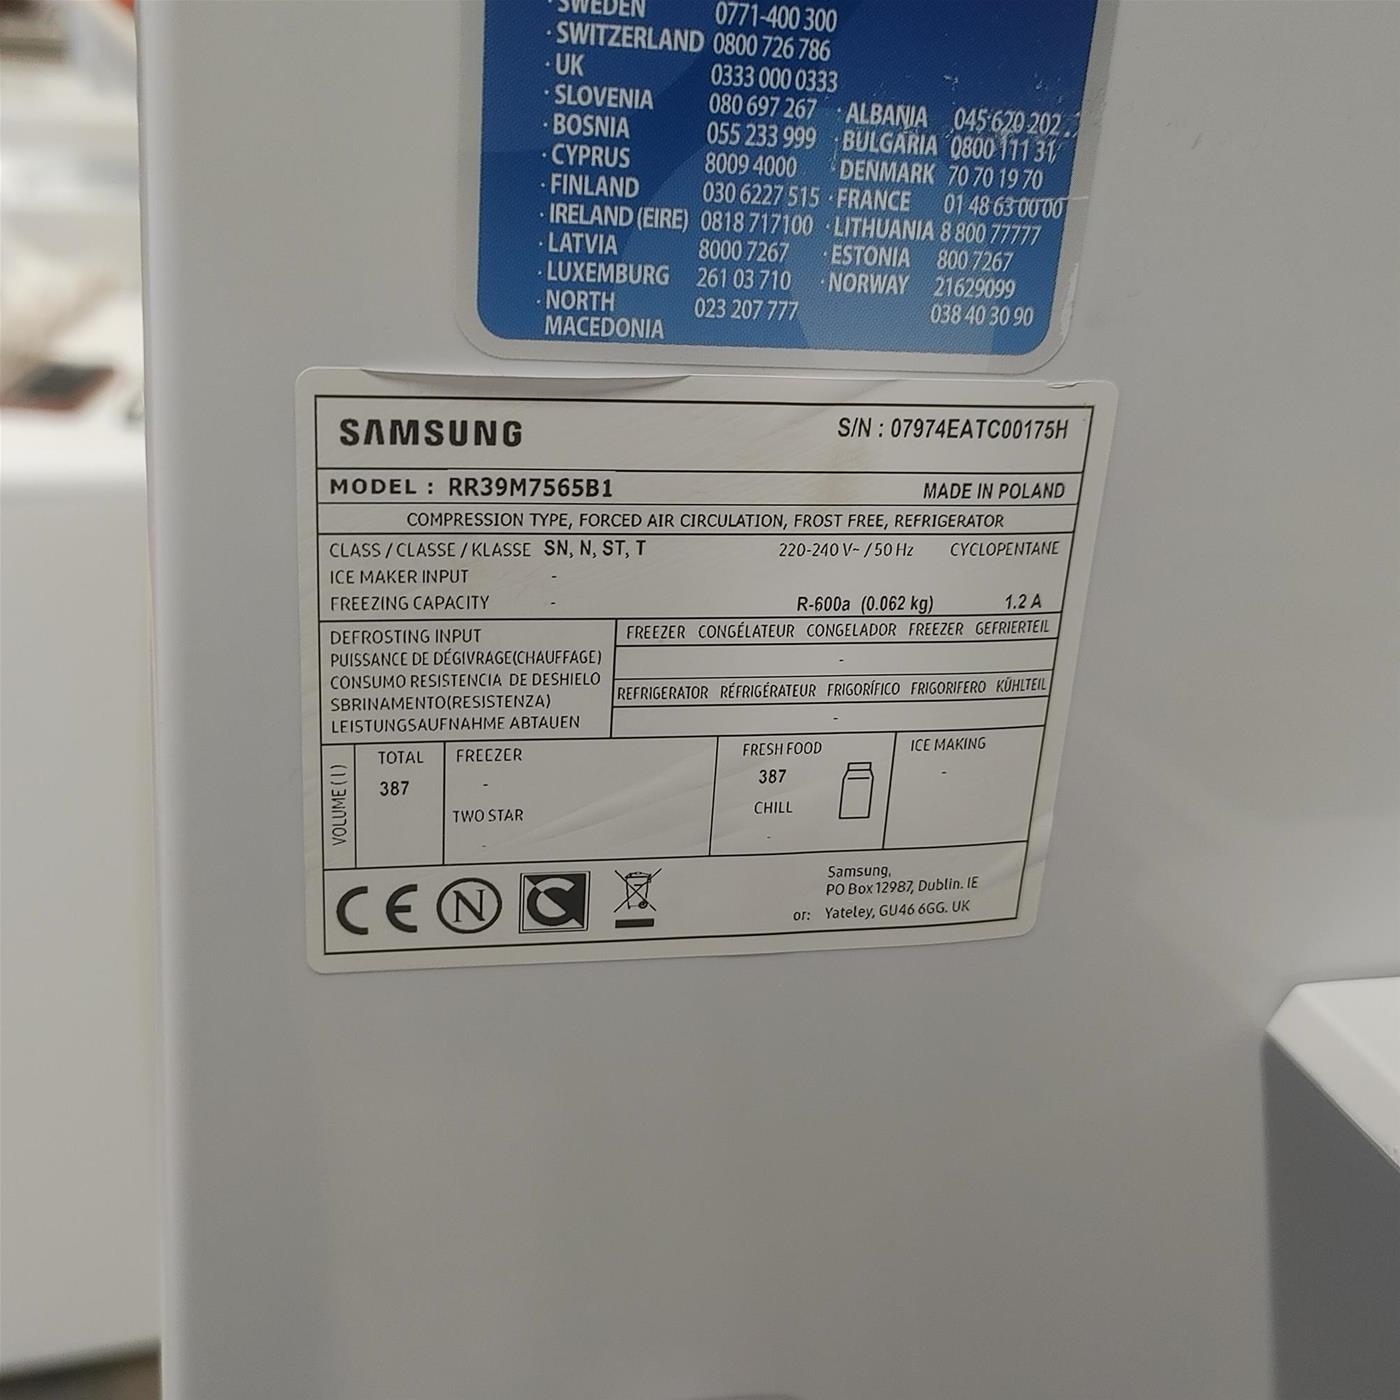 · SWEDEN 0771-400 300
· SWITZERLAND 0800 726 786
· UK 0333 000 0333
· SLOVENIA 080 697 267
· BOSNIA 055 233 999
· CYPRUS 8009 4000
· FINLAND 030 6227 515
· IRELAND (EIRE) 0818 717100
· LATVIA 8000 7267
· LUXEMBURG 261 03 710
· NORTH MACEDONIA 023 207 777
· ALBANIA 045 620 202
· BULGARIA 0800 111 31
· DENMARK 70 70 19 70
· FRANCE 01 48 63 00 00
· LITHUANIA 8 800 77777
· ESTONIA 800 7267
· NORWAY 21629099
038 40 30 90
SAMSUNG S/N : 07974EATC00175H
MODEL : RR39M7565B1 MADE IN POLAND
COMPRESSION TYPE, FORCED AIR CIRCULATION, FROST FREE, REFRIGERATOR
CLASS / CLASSE / KLASSE SN, N, ST, T 220-240 V~ / 50 Hz CYCLOPENTANE
ICE MAKER INPUT -
FREEZING CAPACITY - R-600a (0.062 kg) 1.2 A
DEFROSTING INPUT
PUISSANCE DE DÉGIVRAGE(CHAUFFAGE)
CONSUMO RESISTENCIA DE DESHIELO
SBRINAMENTO(RESISTENZA)
LEISTUNGSAUFNAHME ABTAUEN
FREEZER CONGÉLATEUR CONGELADOR FREEZER GEFRIERTEIL
-
REFRIGERATOR RÉFRIGÉRATEUR FRIGORÍFICO FRIGORIFERO KÜHLTEIL
-
VOLUME ( l )
TOTAL
387
FREEZER
-
TWO STAR
-
FRESH FOOD
387
CHILL
-
ICE MAKING
-
CE N C
Samsung,
PO Box 12987, Dublin. IE
or: Yateley, GU46 6GG. UK